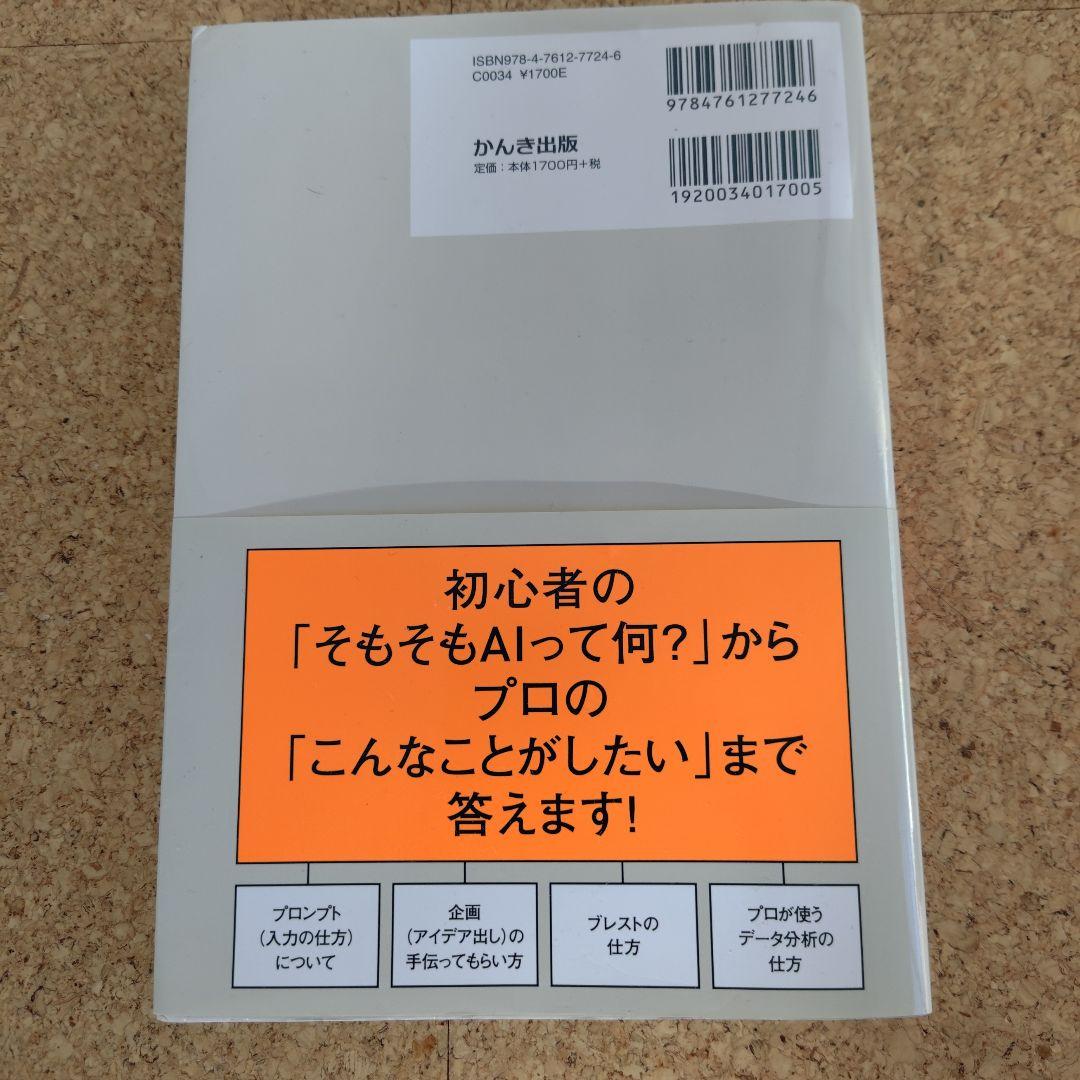 ISBN978-4-7612-7724-6
C0034 ¥1700E
9784761277246
かんき出版
定価：本体1700円+税
1920034017005
初心者の
「そもそもAIって何?」から
プロの
「こんなことがしたい」まで
答えます!
プロンプト
(入力の仕方)
について
企画
(アイデア出し)の
手伝ってもらい方
ブレストの
仕方
プロが使う
データ分析の
仕方